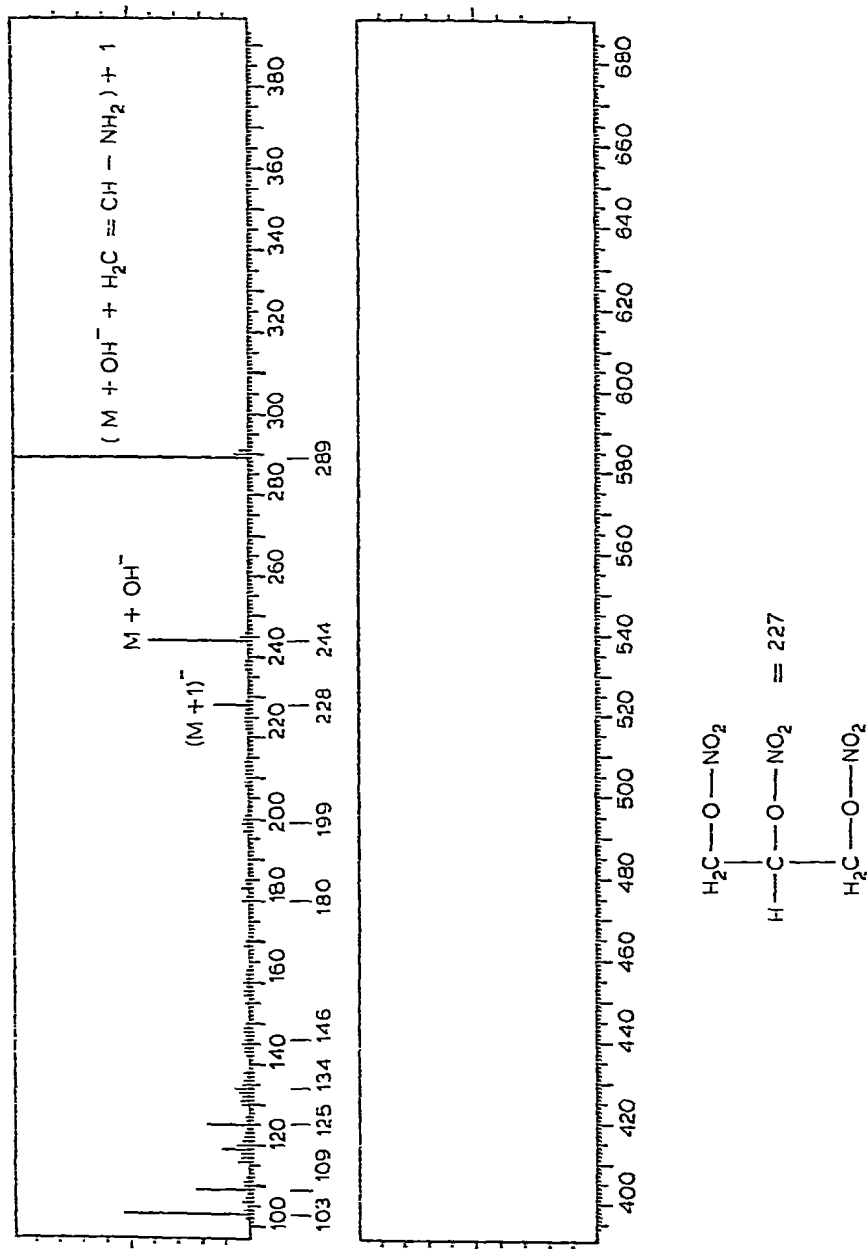 ( M + OH⁻ + H₂C = CH − NH₂ ) + 1
M + OH⁻
(M+1)⁻
100 120 140 160 180 200 220 240 260 280 300 320 340 360 380
103 109 125 134 146 180 199 228 244 289
400 420 440 460 480 500 520 540 560 580 600 620 640 660 680
H₂C — O — NO₂
H — C — O — NO₂ = 227
H₂C — O — NO₂